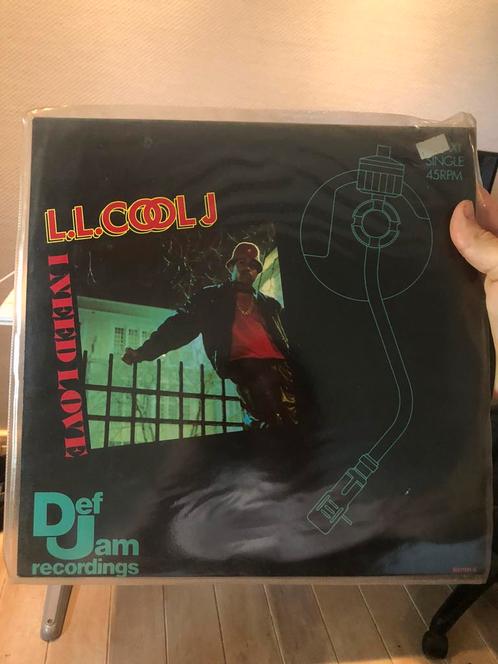 SINGLE
45RPM
L.L.COOL J
I NEED LOVE
Def
Jam
recordings